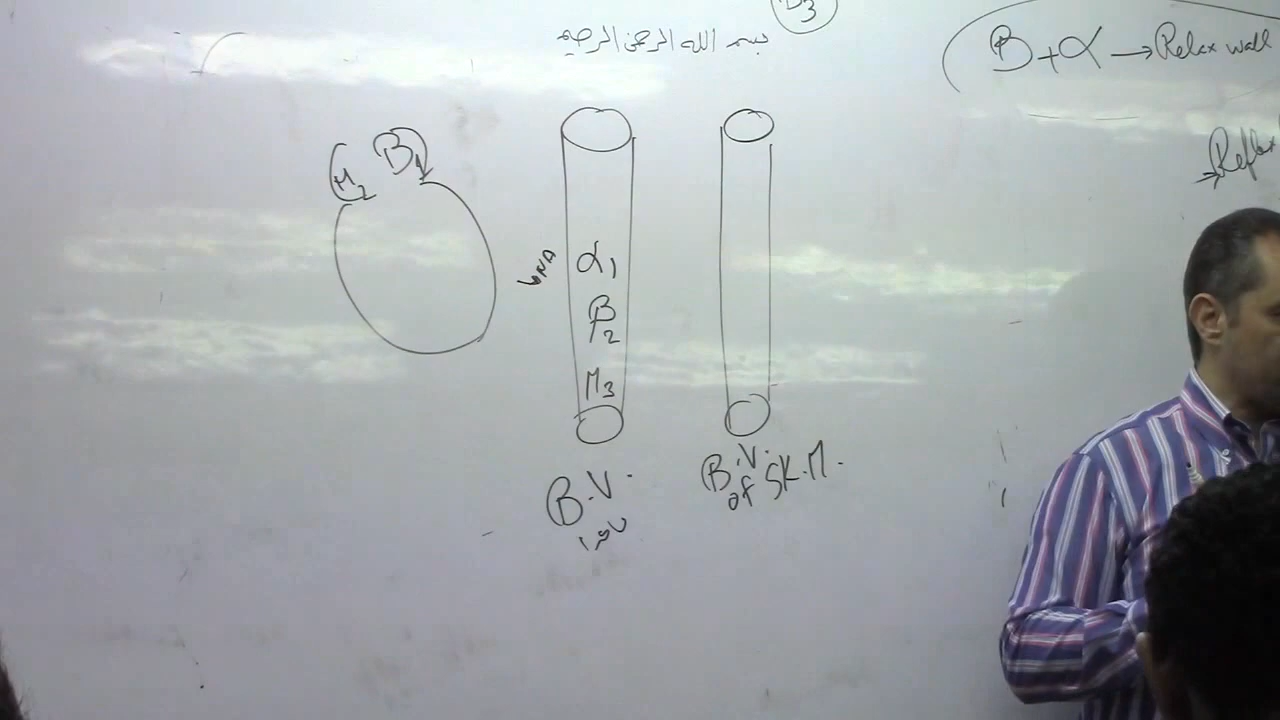 B3
بسم الله الرحمن الرحيم
B + α → Relax wall
→ Reflex
M2 B1
α1
β2
M3
B.V.
B.V.
of SK.M.